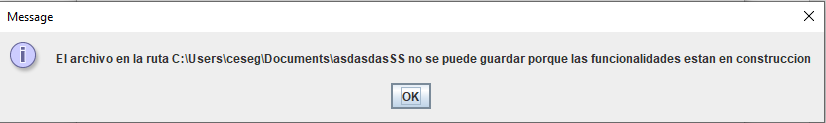 Message
El archivo en la ruta C:\Users\ceseg\Documents\asdasdasSS no se puede guardar porque las funcionalidades estan en construccion
OK